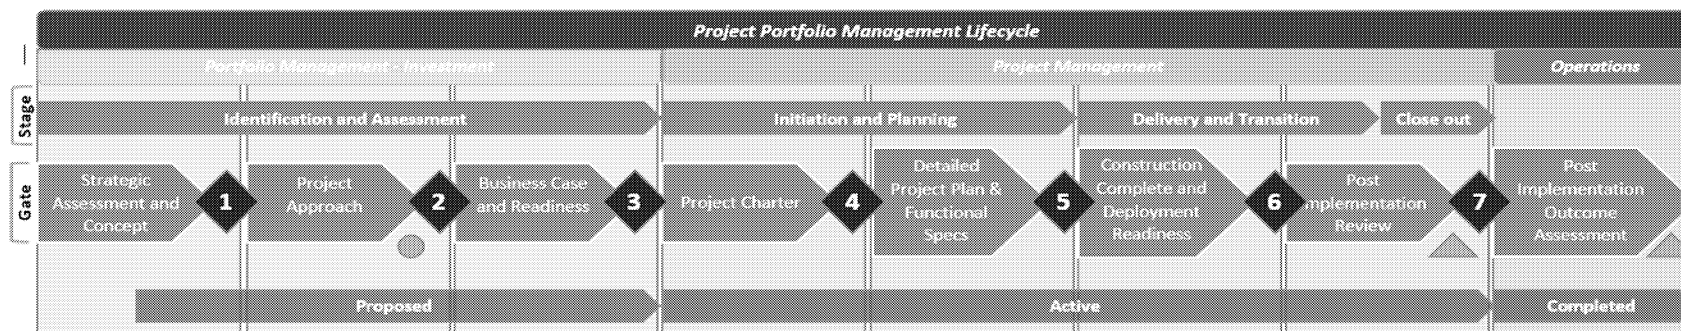 Project Portfolio Management Lifecycle
Portfolio Management - Investment
Project Management
Operations
Stage
Identification and Assessment
Initiation and Planning
Delivery and Transition
Close out
Gate
Strategic
Assessment and
Concept
1
Project
Approach
2
Business Case
and Readiness
3
Project Charter
4
Detailed
Project Plan &
Functional
Specs
5
Construction
Complete and
Deployment
Readiness
6
Post
Implementation
Review
7
Post
Implementation
Outcome
Assessment
Proposed
Active
Completed